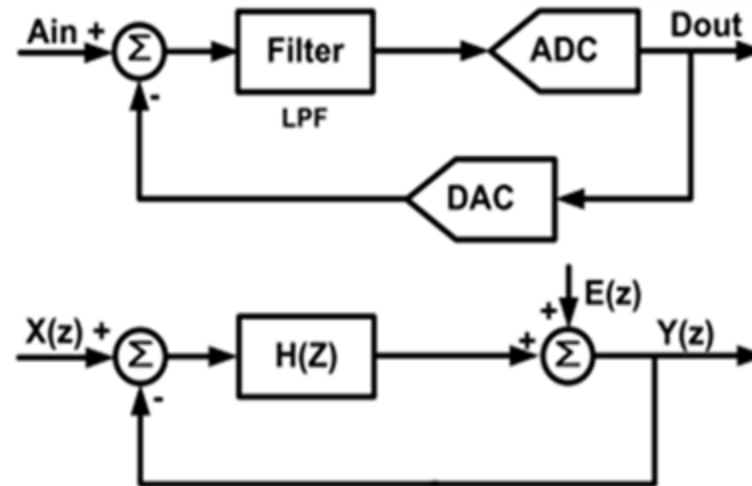 Ain + Σ Filter ADC Dout
-
LPF
DAC
E(z)
+
X(z) + Σ H(Z) + Σ Y(z)
-